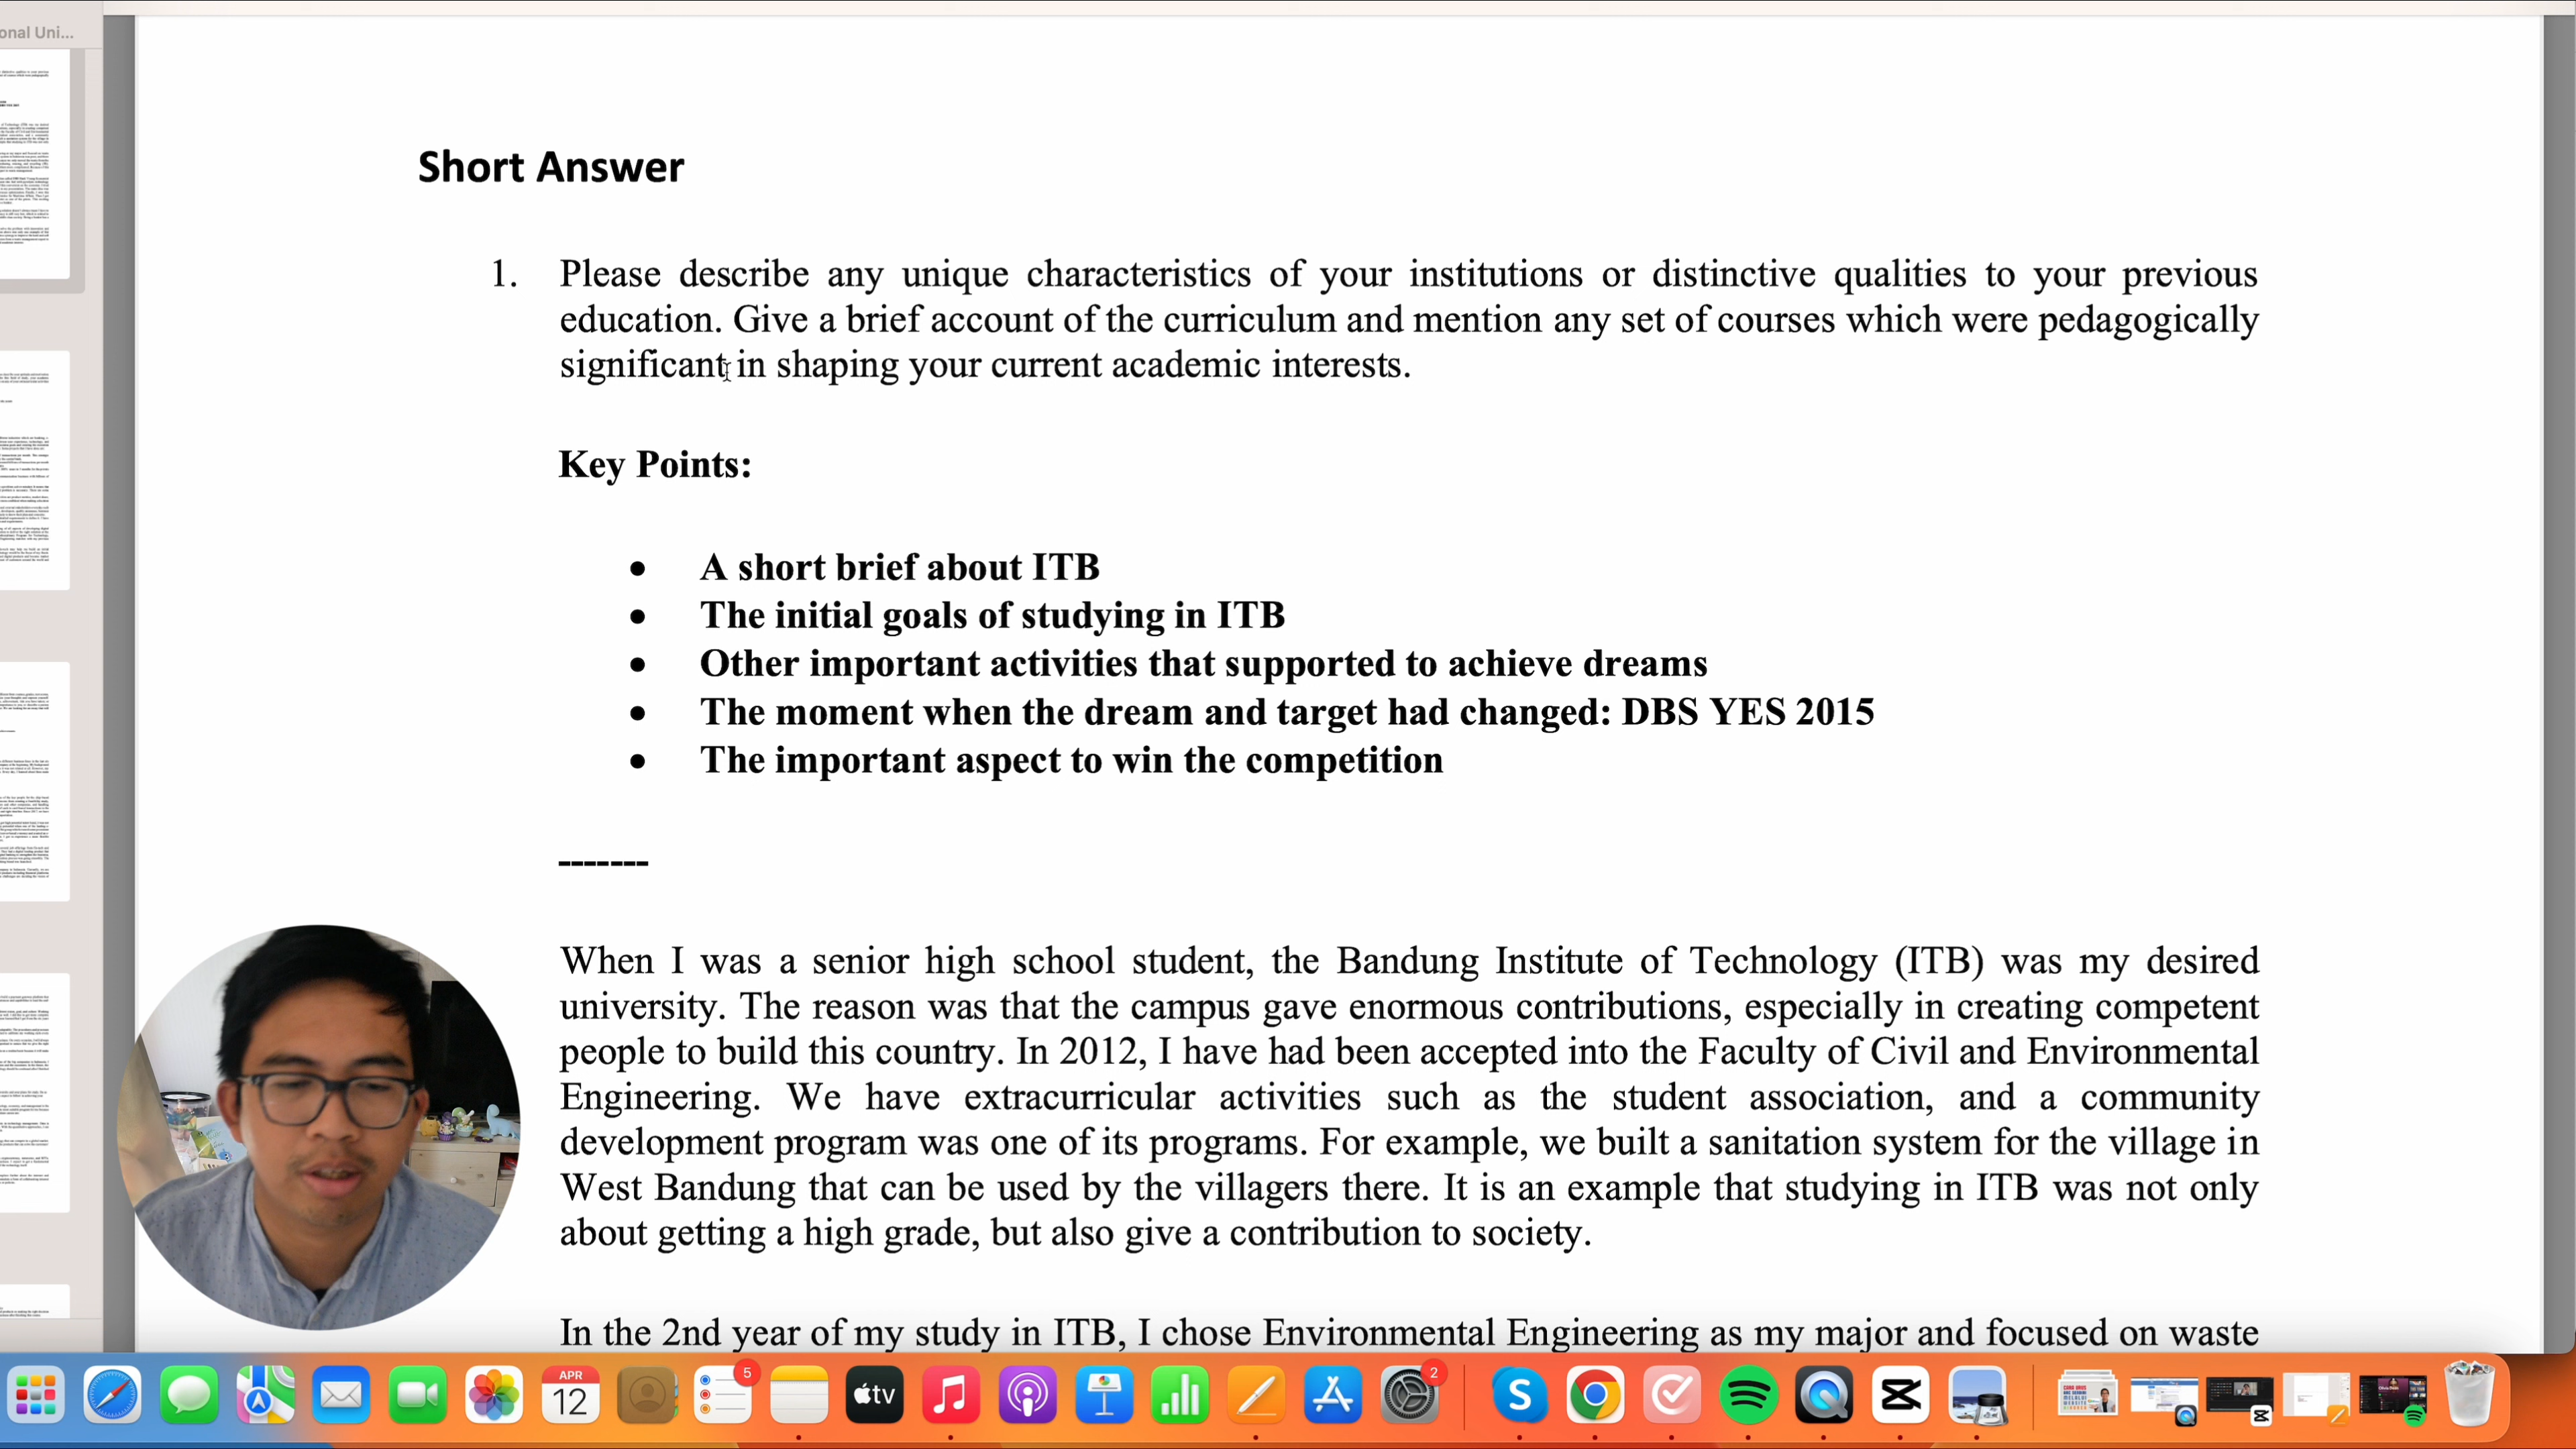 onal Uni...
Short Answer
1. Please describe any unique characteristics of your institutions or distinctive qualities to your previous
education. Give a brief account of the curriculum and mention any set of courses which were pedagogically
significant in shaping your current academic interests.
Key Points:
• A short brief about ITB
• The initial goals of studying in ITB
• Other important activities that supported to achieve dreams
• The moment when the dream and target had changed: DBS YES 2015
• The important aspect to win the competition
-------
When I was a senior high school student, the Bandung Institute of Technology (ITB) was my desired
university. The reason was that the campus gave enormous contributions, especially in creating competent
people to build this country. In 2012, I have had been accepted into the Faculty of Civil and Environmental
Engineering. We have extracurricular activities such as the student association, and a community
development program was one of its programs. For example, we built a sanitation system for the village in
West Bandung that can be used by the villagers there. It is an example that studying in ITB was not only
about getting a high grade, but also give a contribution to society.
In the 2nd year of my study in ITB, I chose Environmental Engineering as my major and focused on waste
APR
12
5
tv
2
S